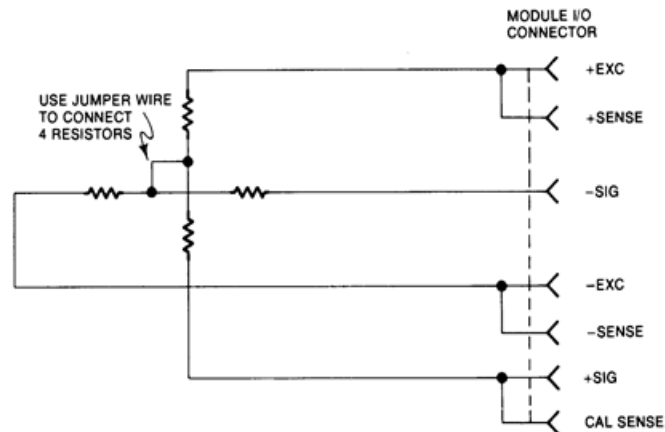 MODULE I/O
CONNECTOR
+EXC
USE JUMPER WIRE
TO CONNECT
4 RESISTORS
+SENSE
−SIG
−EXC
−SENSE
+SIG
CAL SENSE